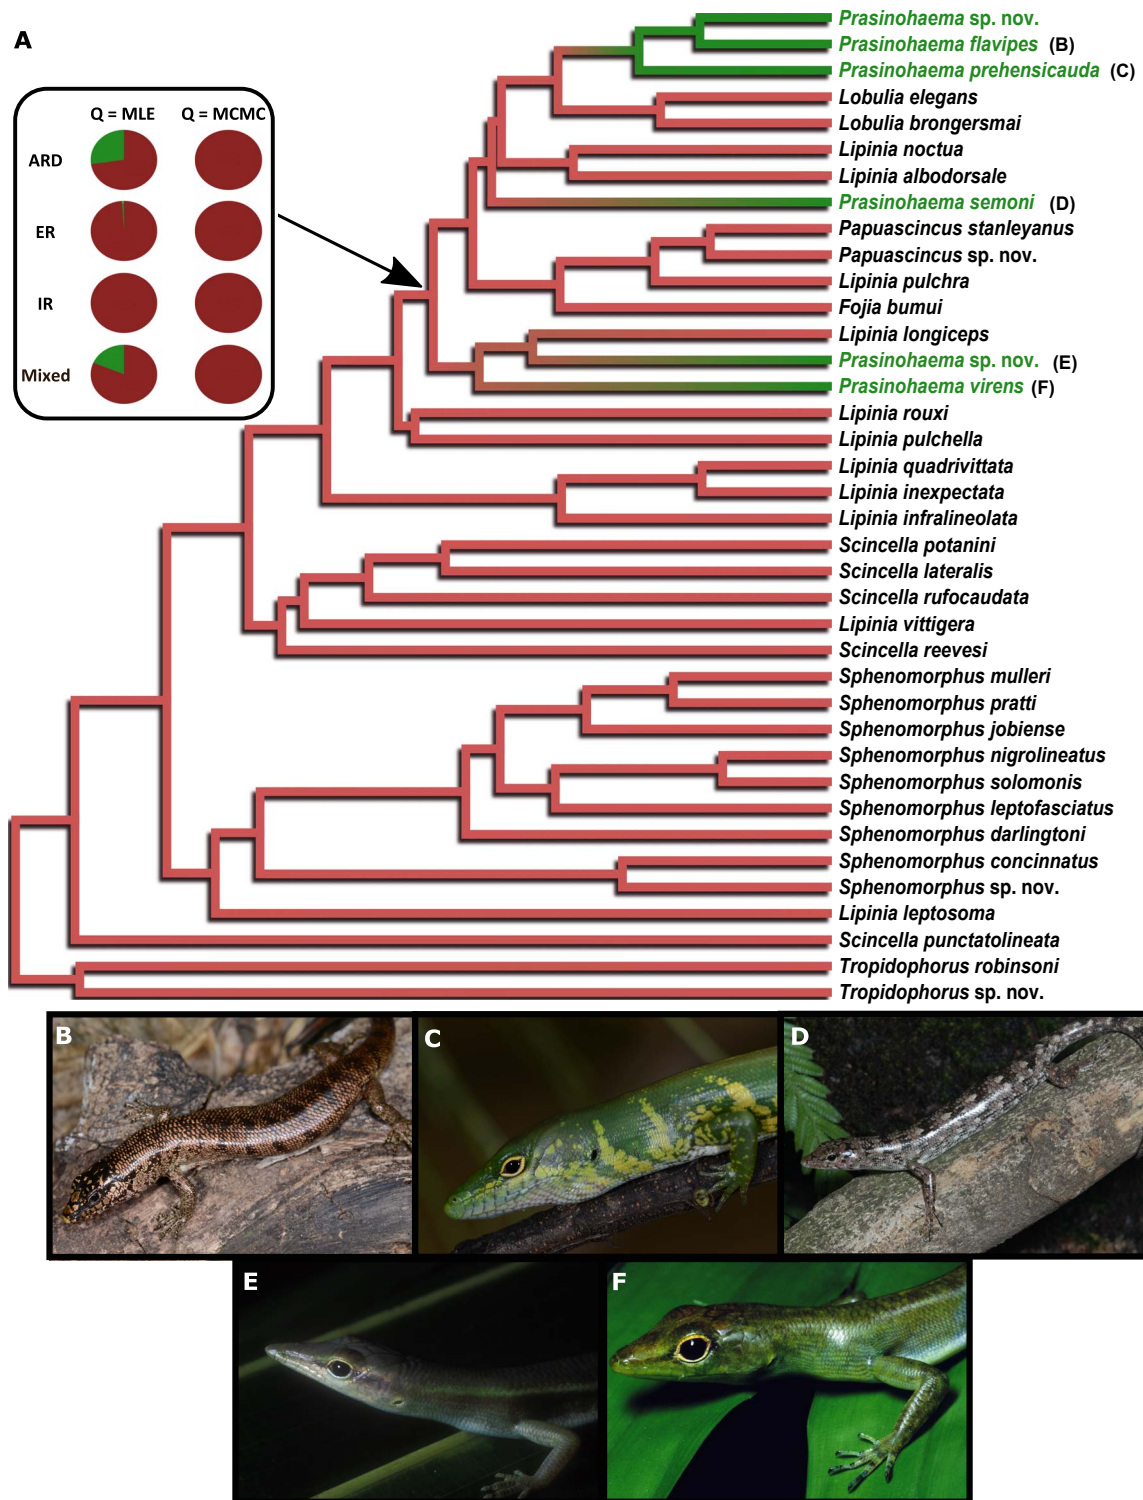 A
Q = MLE Q = MCMC
ARD
ER
IR
Mixed
Prasinohaema sp. nov.
Prasinohaema flavipes (B)
Prasinohaema prehensicauda (C)
Lobulia elegans
Lobulia brongersmai
Lipinia noctua
Lipinia albodorsale
Prasinohaema semoni (D)
Papuascincus stanleyanus
Papuascincus sp. nov.
Lipinia pulchra
Fojia bumui
Lipinia longiceps
Prasinohaema sp. nov. (E)
Prasinohaema virens (F)
Lipinia rouxi
Lipinia pulchella
Lipinia quadrivittata
Lipinia inexpectata
Lipinia infralineolata
Scincella potanini
Scincella lateralis
Scincella rufocaudata
Lipinia vittigera
Scincella reevesi
Sphenomorphus mulleri
Sphenomorphus pratti
Sphenomorphus jobiense
Sphenomorphus nigrolineatus
Sphenomorphus solomonis
Sphenomorphus leptofasciatus
Sphenomorphus darlingtoni
Sphenomorphus concinnatus
Sphenomorphus sp. nov.
Lipinia leptosoma
Scincella punctatolineata
Tropidophorus robinsoni
Tropidophorus sp. nov.
B
C
D
E
F